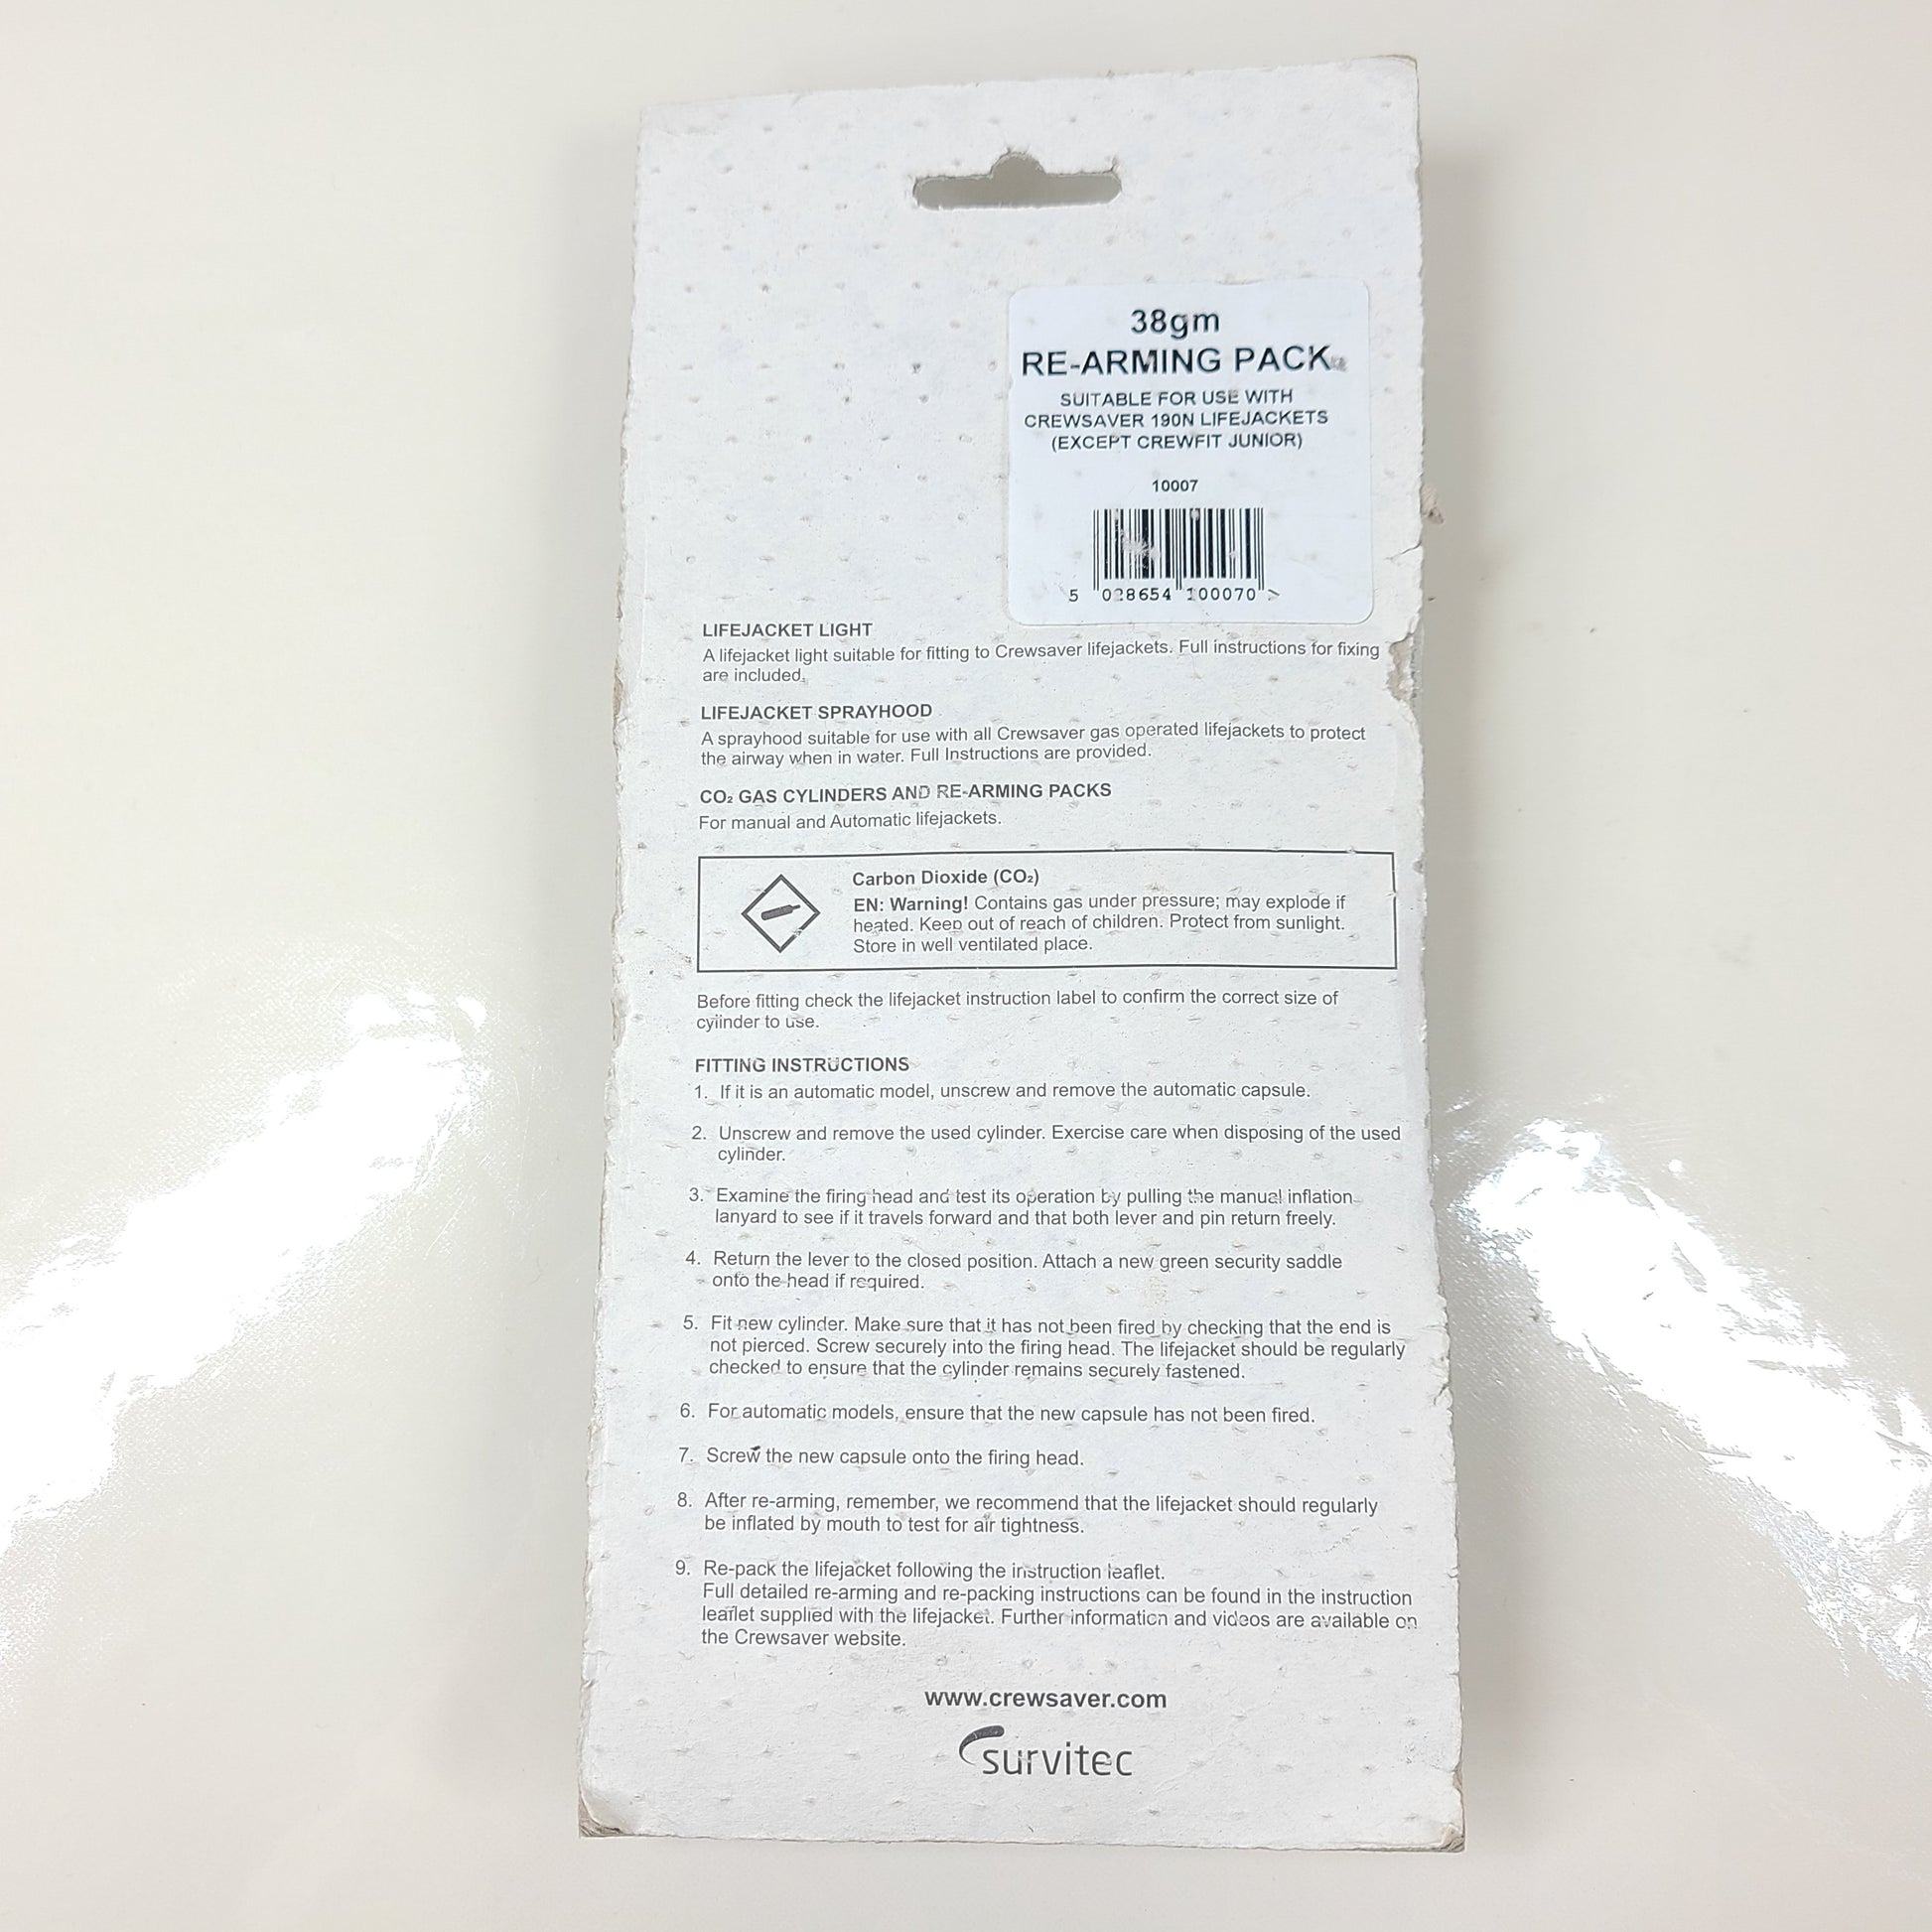 38gm
RE-ARMING PACK
SUITABLE FOR USE WITH
CREWSAVER 190N LIFEJACKETS
(EXCEPT CREWFIT JUNIOR)
10007
5 028654 100070 >
LIFEJACKET LIGHT
A lifejacket light suitable for fitting to Crewsaver lifejackets. Full instructions for fixing
are included.
LIFEJACKET SPRAYHOOD
A sprayhood suitable for use with all Crewsaver gas operated lifejackets to protect
the airway when in water. Full Instructions are provided.
CO₂ GAS CYLINDERS AND RE-ARMING PACKS
For manual and Automatic lifejackets.
Carbon Dioxide (CO₂)
EN: Warning! Contains gas under pressure; may explode if
heated. Keep out of reach of children. Protect from sunlight.
Store in well ventilated place.
Before fitting check the lifejacket instruction label to confirm the correct size of
cylinder to use.
FITTING INSTRUCTIONS
1. If it is an automatic model, unscrew and remove the automatic capsule.
2. Unscrew and remove the used cylinder. Exercise care when disposing of the used
cylinder.
3. Examine the firing head and test its operation by pulling the manual inflation
lanyard to see if it travels forward and that both lever and pin return freely.
4. Return the lever to the closed position. Attach a new green security saddle
onto the head if required.
5. Fit new cylinder. Make sure that it has not been fired by checking that the end is
not pierced. Screw securely into the firing head. The lifejacket should be regularly
checked to ensure that the cylinder remains securely fastened.
6. For automatic models, ensure that the new capsule has not been fired.
7. Screw the new capsule onto the firing head.
8. After re-arming, remember, we recommend that the lifejacket should regularly
be inflated by mouth to test for air tightness.
9. Re-pack the lifejacket following the instruction leaflet.
Full detailed re-arming and re-packing instructions can be found in the instruction
leaflet supplied with the lifejacket. Further information and videos are available on
the Crewsaver website.
www.crewsaver.com
survitec